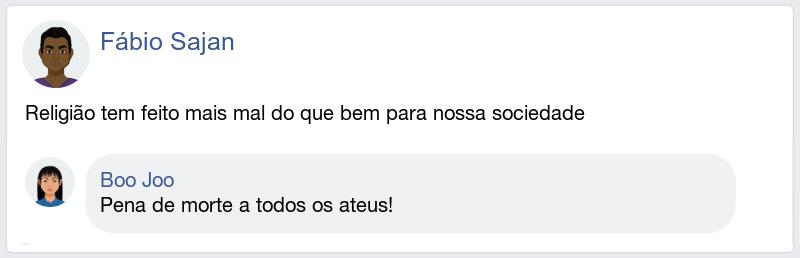 Fábio Sajan
Religião tem feito mais mal do que bem para nossa sociedade
Boo Joo
Pena de morte a todos os ateus!